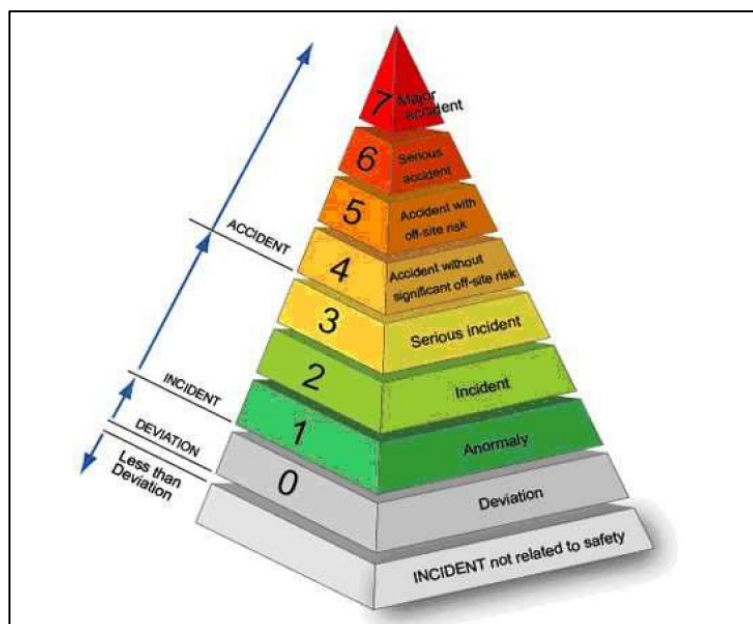 7 Major
accident
6 Serious
accident
5 Accident with
off-site risk
ACCIDENT
4 Accident without
significant off-site risk
3 Serious incident
2 Incident
INCIDENT
1 Anormaly
DEVIATION
0 Deviation
Less than
Deviation
INCIDENT not related to safety